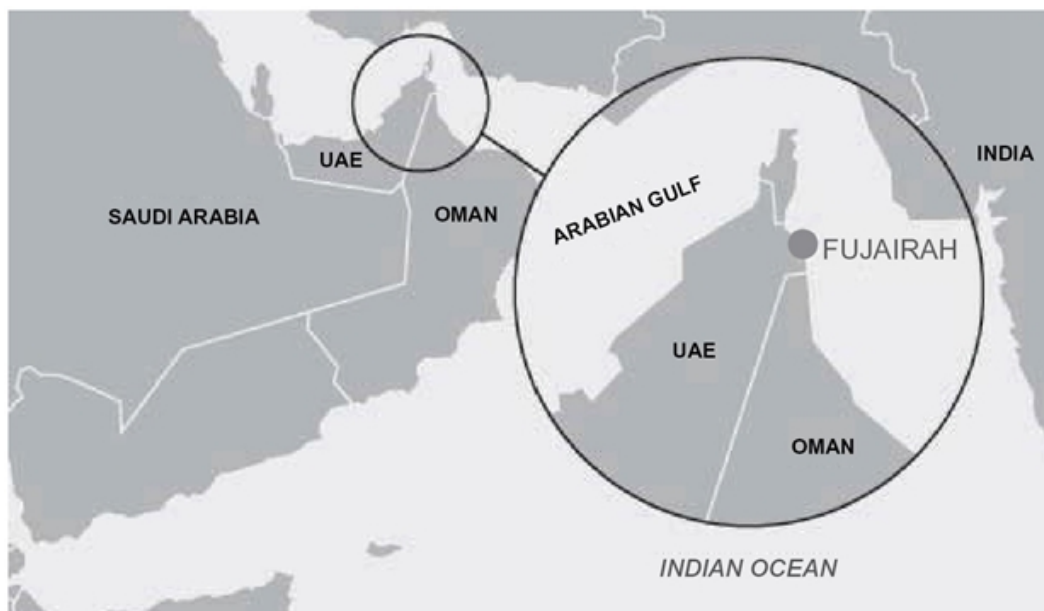 UAE
INDIA
SAUDI ARABIA
OMAN
ARABIAN GULF
FUJAIRAH
UAE
OMAN
INDIAN OCEAN